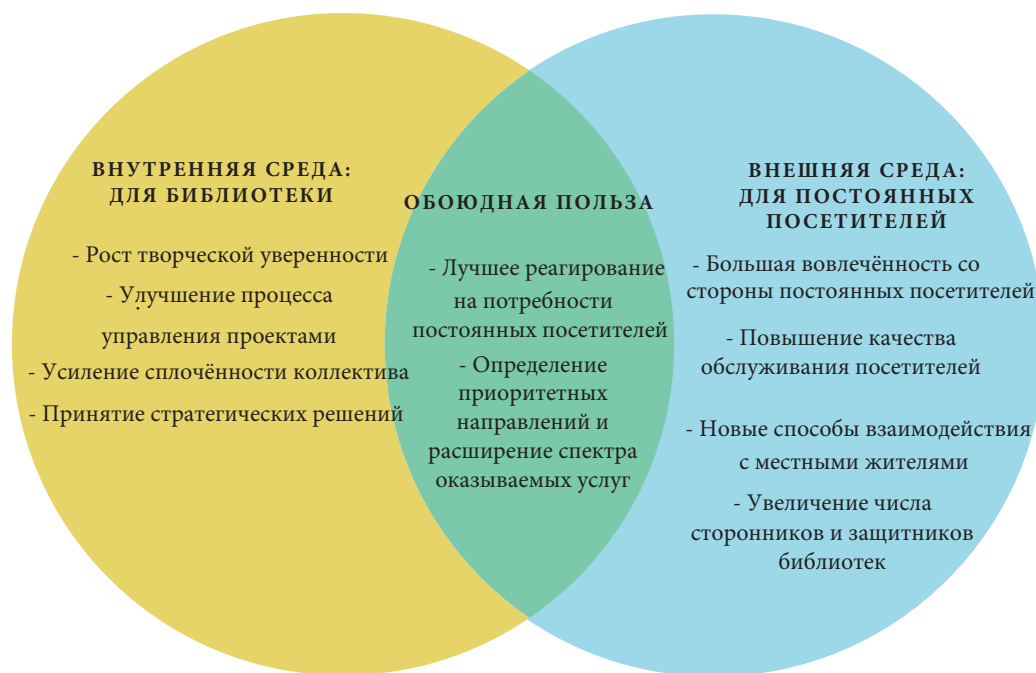 ВНУТРЕННЯЯ СРЕДА:
ДЛЯ БИБЛИОТЕКИ
- Рост творческой уверенности
- Улучшение процесса
управления проектами
- Усиление сплочённости коллектива
- Принятие стратегических решений
ОБОЮДНАЯ ПОЛЬЗА
- Лучшее реагирование
на потребности
постоянных посетителей
- Определение
приоритетных
направлений и
расширение спектра
оказываемых услуг
ВНЕШНЯЯ СРЕДА:
ДЛЯ ПОСТОЯННЫХ
ПОСЕТИТЕЛЕЙ
- Большая вовлечённость со
стороны постоянных посетителей
- Повышение качества
обслуживания посетителей
- Новые способы взаимодействия
с местными жителями
- Увеличение числа
сторонников и защитников
библиотек